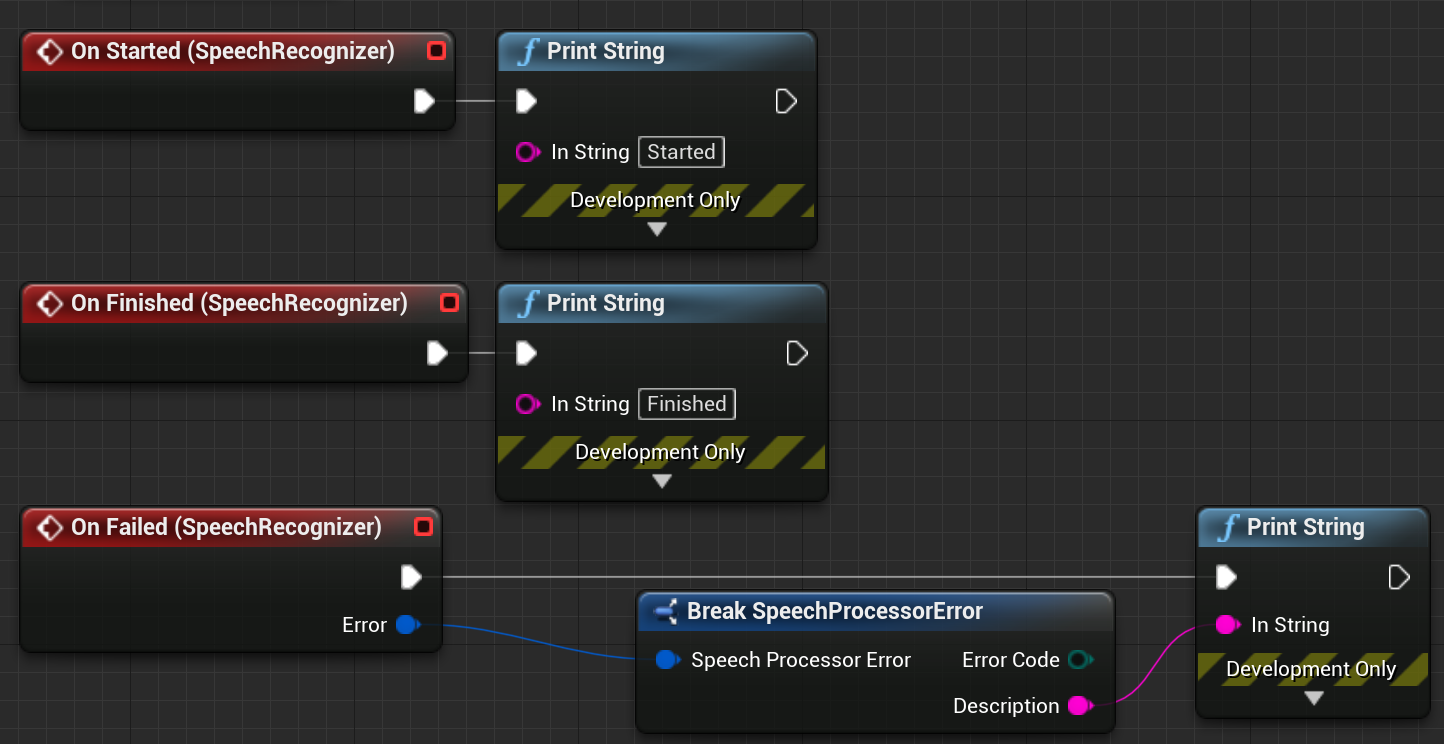 On Started (SpeechRecognizer)
f Print String
In String Started
Development Only
On Finished (SpeechRecognizer)
f Print String
In String Finished
Development Only
On Failed (SpeechRecognizer)
Error
Break SpeechProcessorError
Speech Processor Error Error Code
Description
f Print String
In String
Development Only